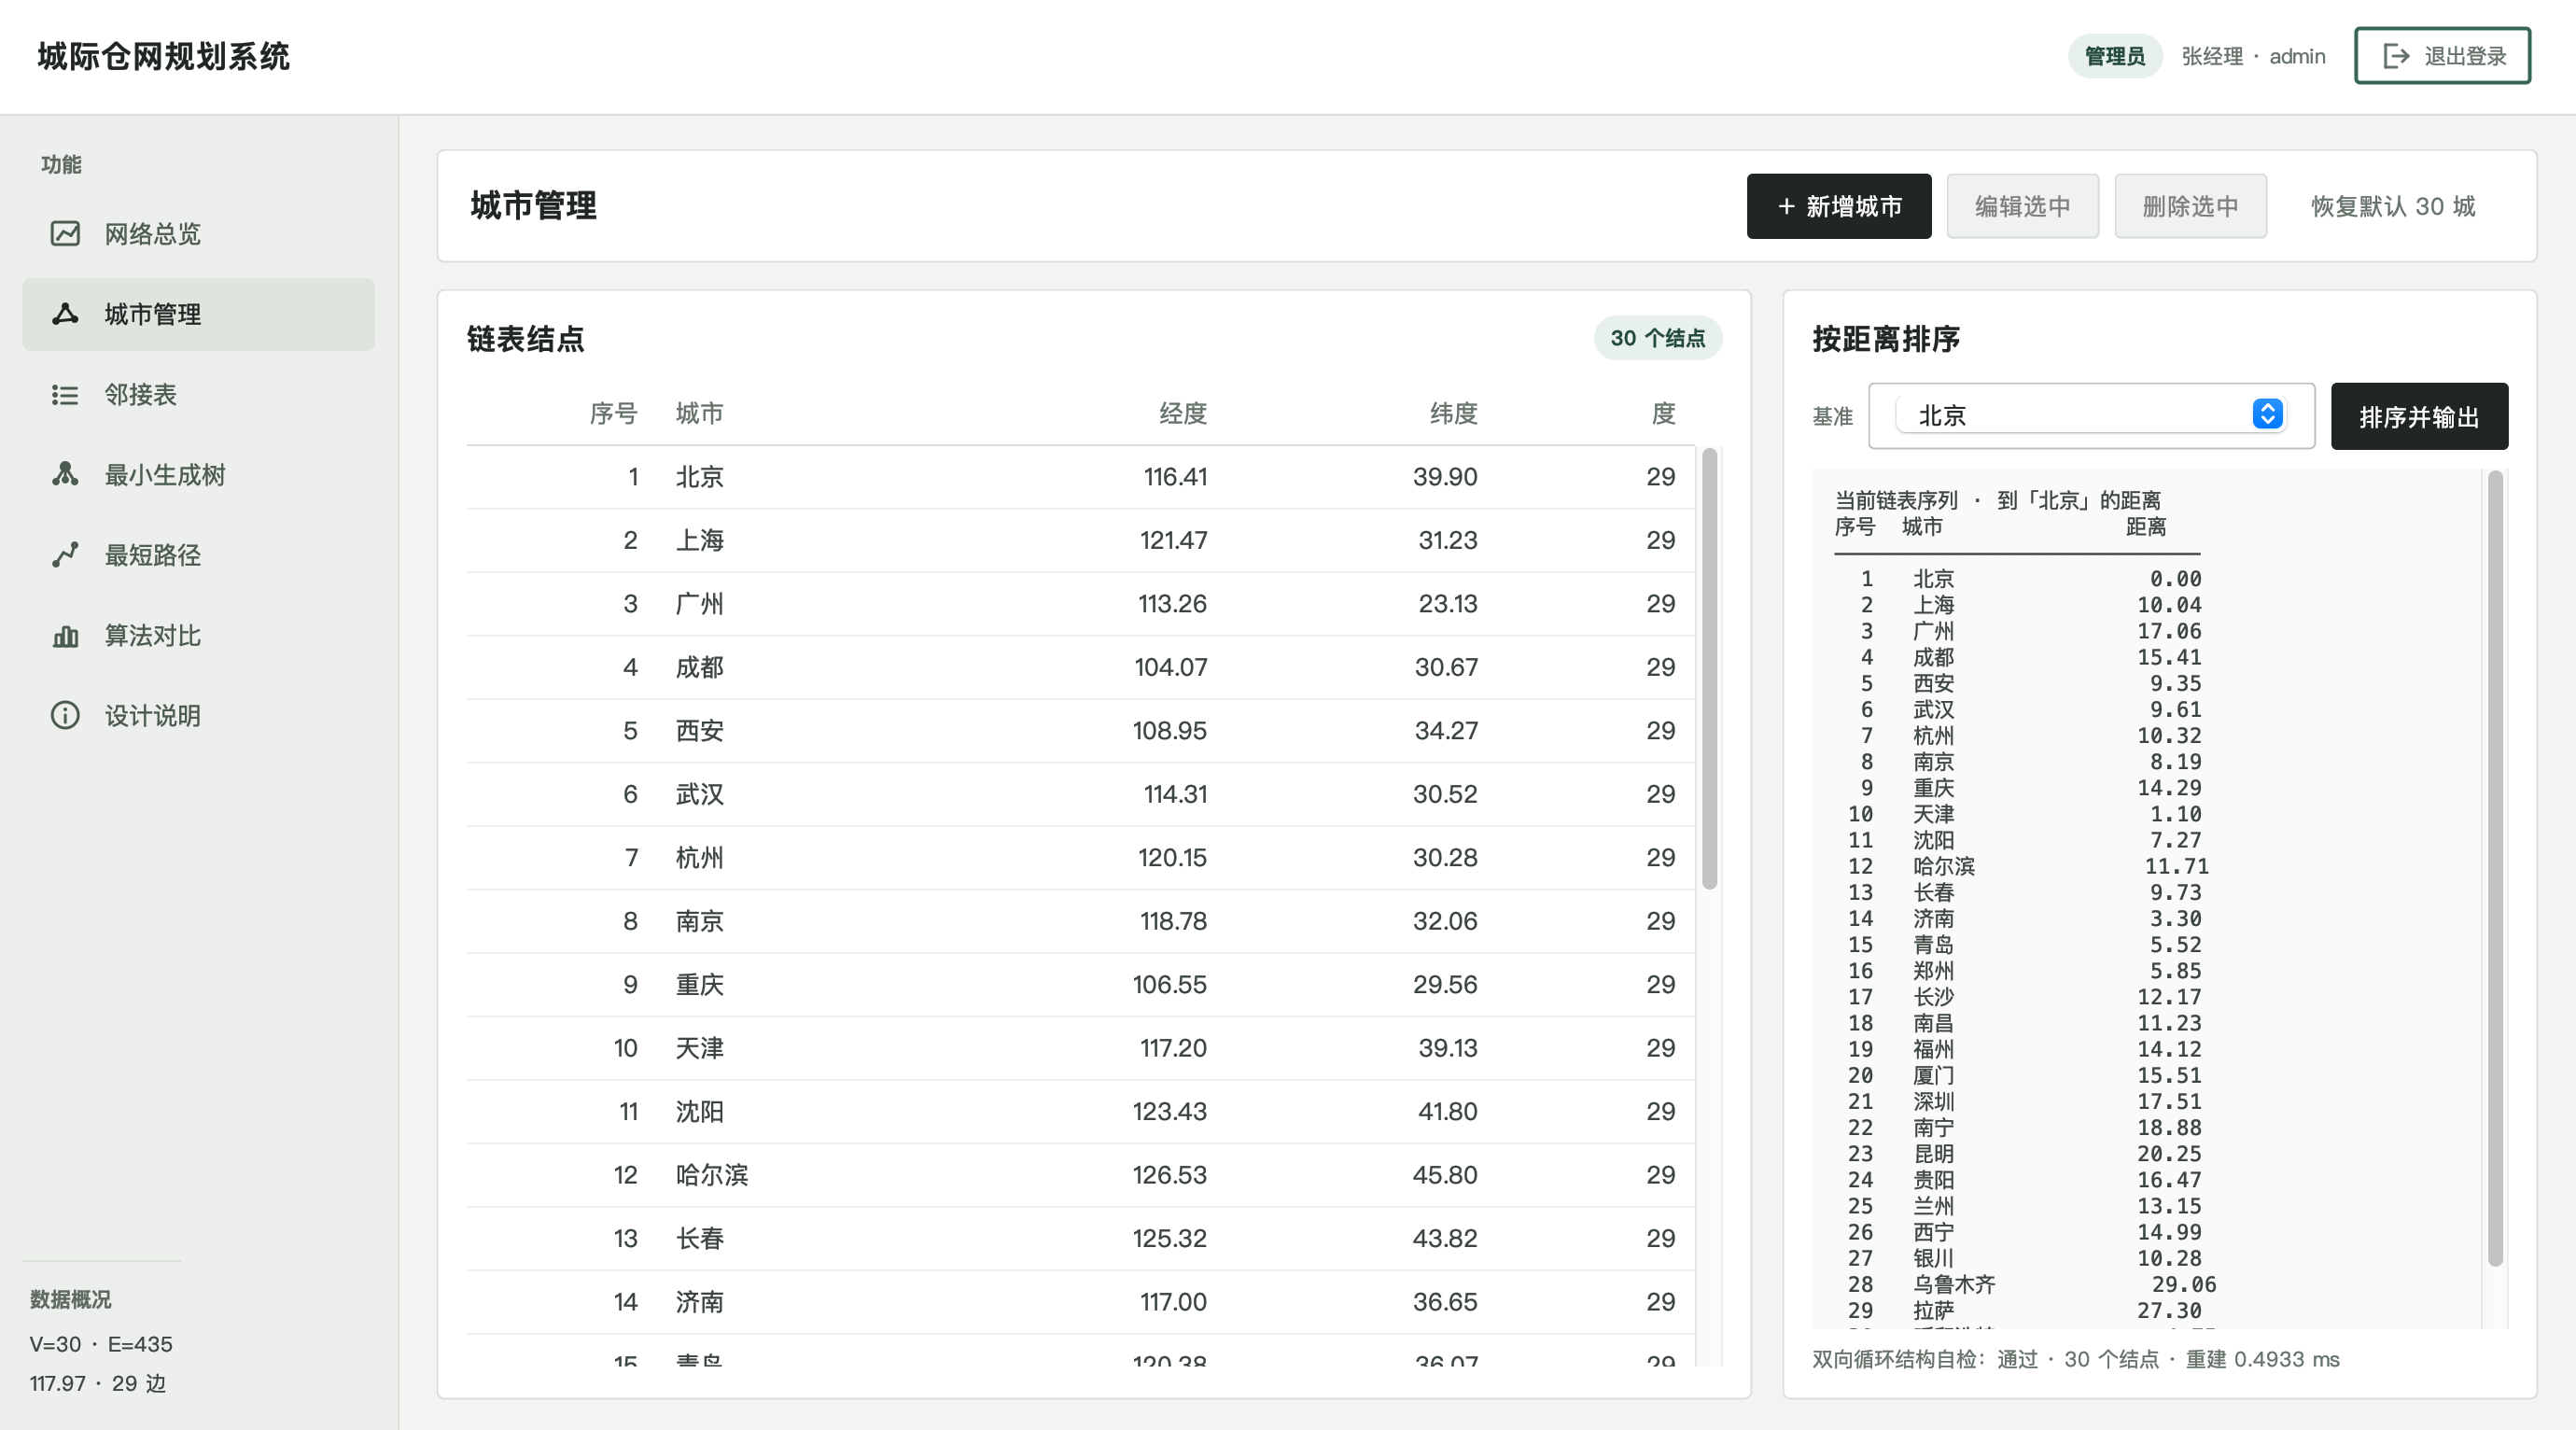 城际仓网规划系统
管理员 张经理 · admin 退出登录
功能
网络总览
城市管理
邻接表
最小生成树
最短路径
算法对比
设计说明
数据概况
V=30 · E=435
117.97 · 29 边
城市管理
+ 新增城市 编辑选中 删除选中 恢复默认 30 城
链表结点 30 个结点
序号 城市 经度 纬度 度
1 北京 116.41 39.90 29
2 上海 121.47 31.23 29
3 广州 113.26 23.13 29
4 成都 104.07 30.67 29
5 西安 108.95 34.27 29
6 武汉 114.31 30.52 29
7 杭州 120.15 30.28 29
8 南京 118.78 32.06 29
9 重庆 106.55 29.56 29
10 天津 117.20 39.13 29
11 沈阳 123.43 41.80 29
12 哈尔滨 126.53 45.80 29
13 长春 125.32 43.82 29
14 济南 117.00 36.65 29
15 青岛 120.38 36.07 29
按距离排序
基准 北京 排序并输出
当前链表序列 · 到「北京」的距离
序号 城市 距离
1 北京 0.00
2 上海 10.04
3 广州 17.06
4 成都 15.41
5 西安 9.35
6 武汉 9.61
7 杭州 10.32
8 南京 8.19
9 重庆 14.29
10 天津 1.10
11 沈阳 7.27
12 哈尔滨 11.71
13 长春 9.73
14 济南 3.30
15 青岛 5.52
16 郑州 5.85
17 长沙 12.17
18 南昌 11.23
19 福州 14.12
20 厦门 15.51
21 深圳 17.51
22 南宁 18.88
23 昆明 20.25
24 贵阳 16.47
25 兰州 13.15
26 西宁 14.99
27 银川 10.28
28 乌鲁木齐 29.06
29 拉萨 27.30
双向循环结构自检：通过 · 30 个结点 · 重建 0.4933 ms